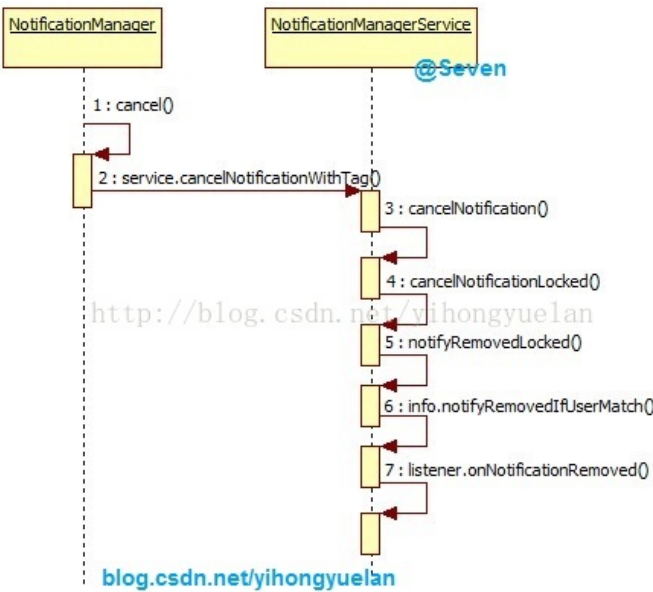 NotificationManager
NotificationManagerService
@Seven
1 : cancel()
2 : service.cancelNotificationWithTag()
3 : cancelNotification()
4 : cancelNotificationLocked()
http://blog.csdn.net/yihongyuelan
5 : notifyRemovedLocked()
6 : info.notifyRemovedIfUserMatch()
7 : listener.onNotificationRemoved()
blog.csdn.net/yihongyuelan